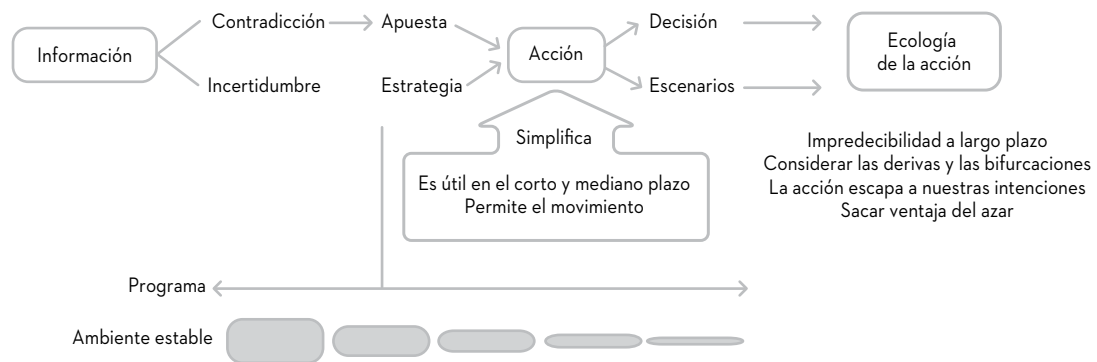 Información
Contradicción
Incertidumbre
Apuesta
Estrategia
Acción
Decisión
Escenarios
Ecología
de la acción
Simplifica
Es útil en el corto y mediano plazo
Permite el movimiento
Impredecibilidad a largo plazo
Considerar las derivas y las bifurcaciones
La acción escapa a nuestras intenciones
Sacar ventaja del azar
Programa
Ambiente estable